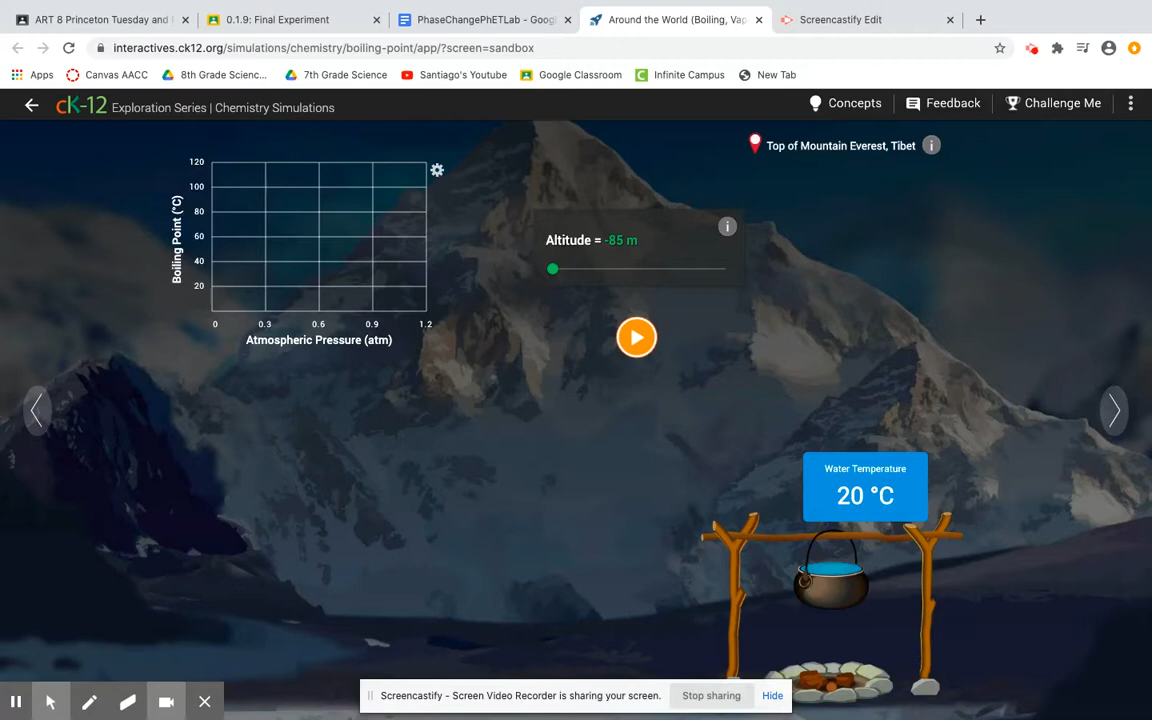 ART 8 Princeton Tuesday and
0.1.9: Final Experiment
PhaseChangePhETLab - Googl
Around the World (Boiling, Vap
Screencastify Edit
interactives.ck12.org/simulations/chemistry/boiling-point/app/?screen=sandbox
Apps
Canvas AACC
8th Grade Scienc...
7th Grade Science
Santiago's Youtube
Google Classroom
Infinite Campus
New Tab
cK-12 Exploration Series | Chemistry Simulations
Concepts
Feedback
Challenge Me
Top of Mountain Everest, Tibet
i
120
100
80
60
40
20
Boiling Point (°C)
0 0.3 0.6 0.9 1.2
Atmospheric Pressure (atm)
i
Altitude = -85 m
Water Temperature
20 °C
Screencastify - Screen Video Recorder is sharing your screen.
Stop sharing
Hide